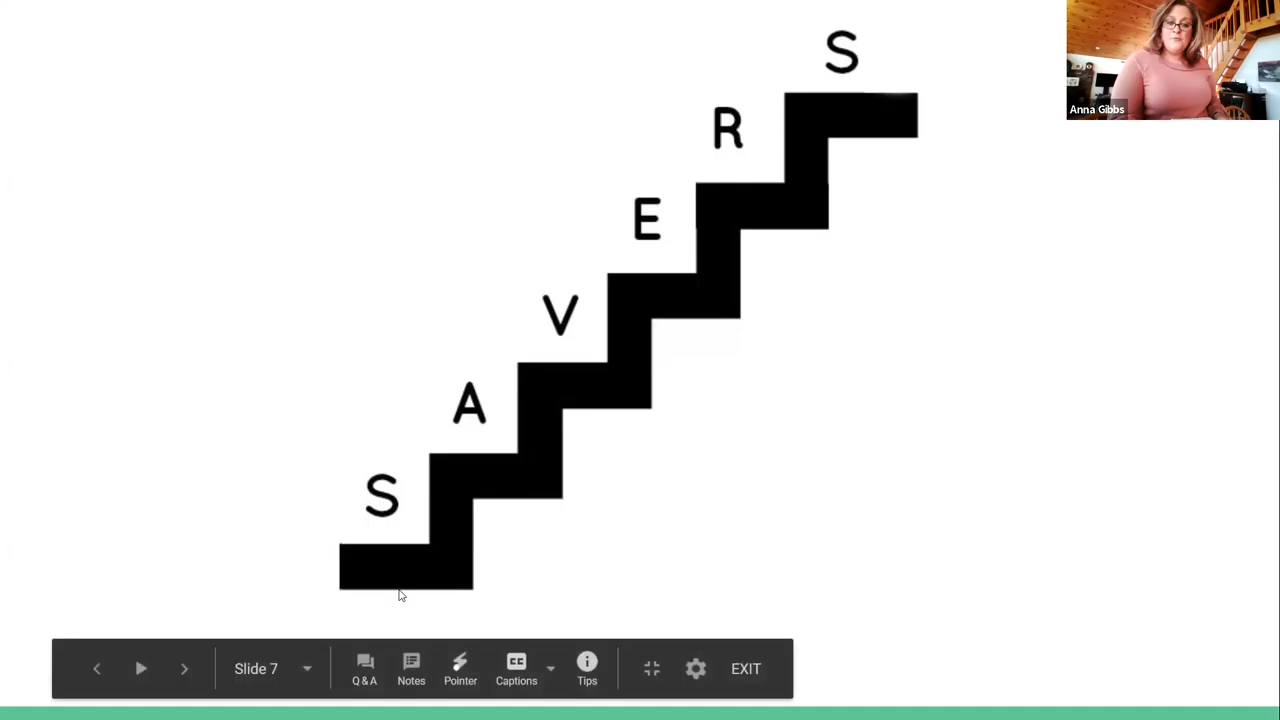 S
R
E
V
A
S
Anna Gibbs
Slide 7
Q & A
Notes
Pointer
CC
Captions
Tips
EXIT